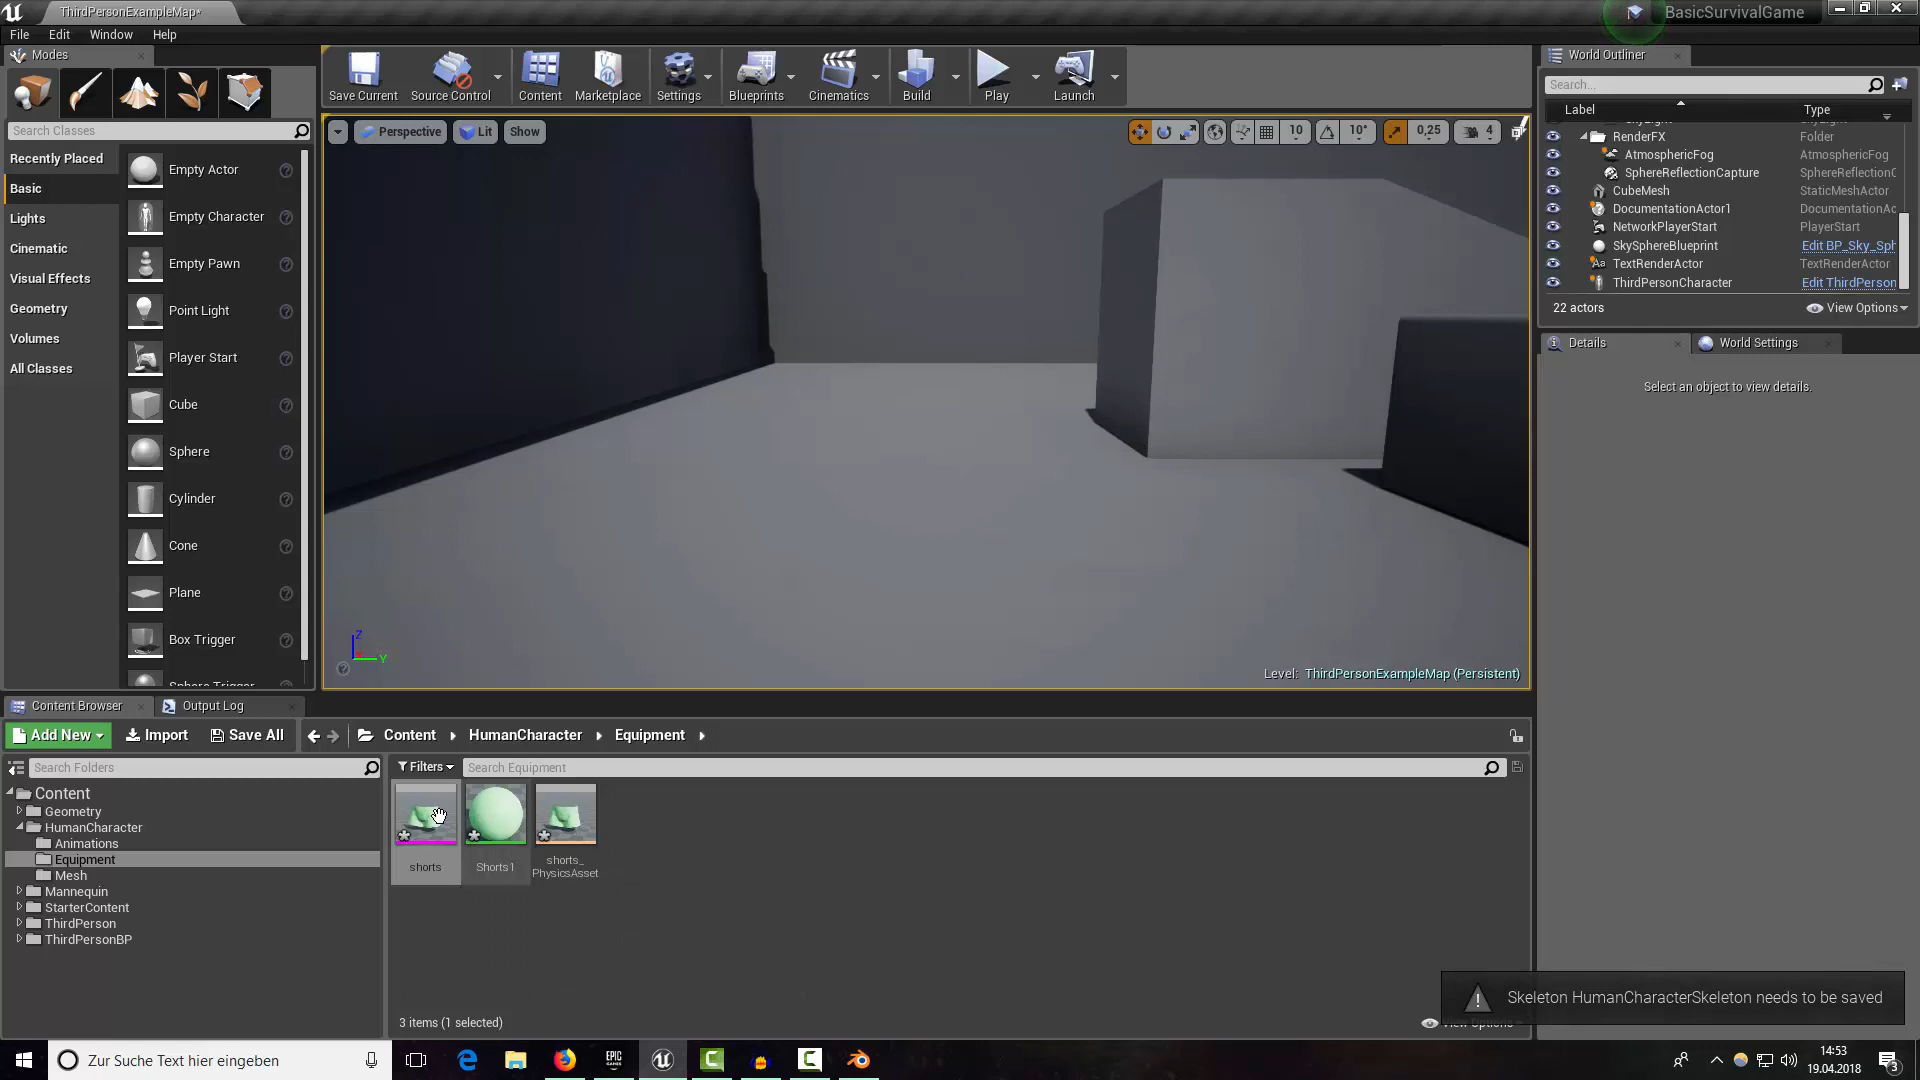 ThirdPersonExampleMap*
BasicSurvivalGame
File Edit Window Help
Modes
Search Classes
Recently Placed
Basic
Lights
Cinematic
Visual Effects
Geometry
Volumes
All Classes
Empty Actor
Empty Character
Empty Pawn
Point Light
Player Start
Cube
Sphere
Cylinder
Cone
Plane
Box Trigger
Sphere Trigger
Save Current
Source Control
Content
Marketplace
Settings
Blueprints
Cinematics
Build
Play
Launch
Perspective Lit Show
10 10° 0,25 4
Z
Y
Level: ThirdPersonExampleMap (Persistent)
World Outliner
Search...
Label Type
RenderFX Folder
AtmosphericFog AtmosphericFog
SphereReflectionCapture SphereReflectionC
CubeMesh StaticMeshActor
DocumentationActor1 DocumentationAc
NetworkPlayerStart PlayerStart
SkySphereBlueprint Edit BP_Sky_Sph
TextRenderActor TextRenderActor
ThirdPersonCharacter Edit ThirdPerson
22 actors View Options
Details World Settings
Select an object to view details.
Content Browser Output Log
Add New Import Save All Content HumanCharacter Equipment
Search Folders
Content
Geometry
HumanCharacter
Animations
Equipment
Mesh
Mannequin
StarterContent
ThirdPerson
ThirdPersonBP
Filters Search Equipment
shorts
Shorts1
shorts_
PhysicsAsset
3 items (1 selected)
View Options
Skeleton HumanCharacterSkeleton needs to be saved
Zur Suche Text hier eingeben
EPIC
GAMES
14:53
19.04.2018
3